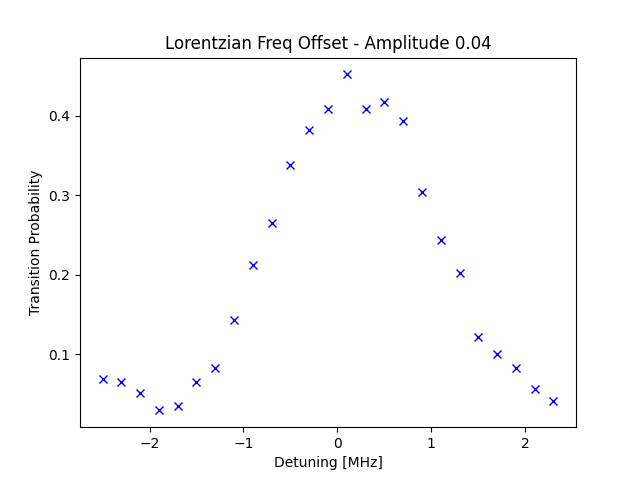 Lorentzian Freq Offset - Amplitude 0.04
Transition Probability
0.4
0.3
0.2
0.1
−2 −1 0 1 2
Detuning [MHz]